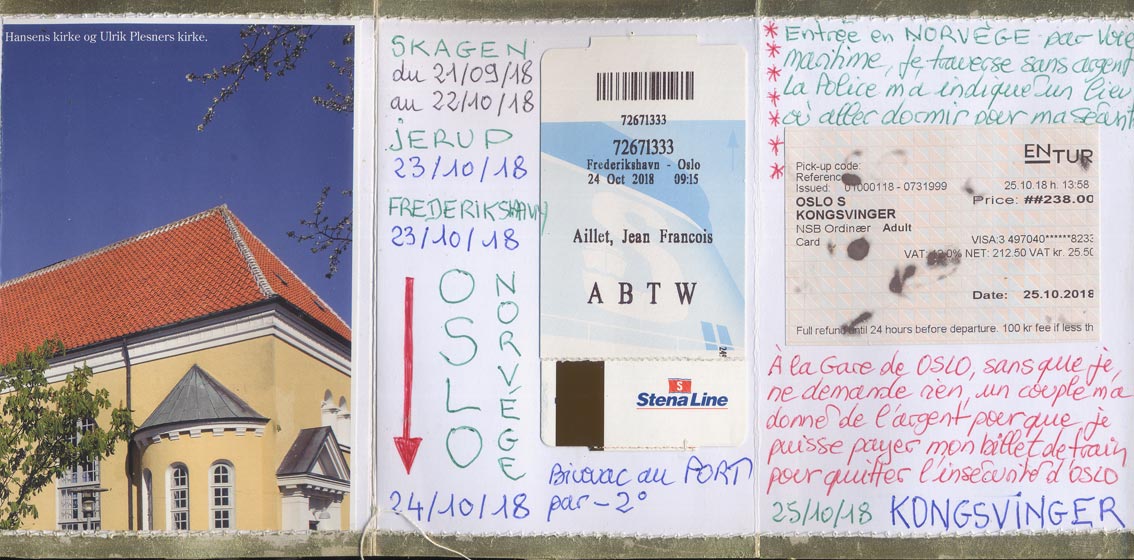 Hansens kirke og Ulrik Plesners kirke.
SKAGEN
du 21/09/18
au 22/10/18
JERUP
23/10/18
FREDERIKSHAVN
23/10/18
OSLO
NORVÈGE
24/10/18
72671333
72671333
Frederikshavn - Oslo
24 Oct 2018 09:15
Aillet, Jean Francois
ABTW
S
Stena Line
Bivouac au PORT
par -2°
Entrée en NORVÈGE par voie
maritime, je traverse sans argent
La Police m'a indiqué un lieu
où aller dormir pour ma sécurité
ENTUR
Pick-up code:
Reference
Issued: 01000118 - 0731999 25.10.18 h. 13:58
OSLO S Price: ##238.00
KONGSVINGER
NSB Ordinær Adult
Card VISA:3 497040******8233
VAT: 12.0% NET: 212.50 VAT kr. 25.50
Date: 25.10.2018
Full refund until 24 hours before departure. 100 kr fee if less th
À la Gare de OSLO, sans que je
ne demande rien, un couple m'a
donné de l'argent pour que je
puisse payer mon billet de train
pour quitter l'insécurité d'OSLO
25/10/18 KONGSVINGER